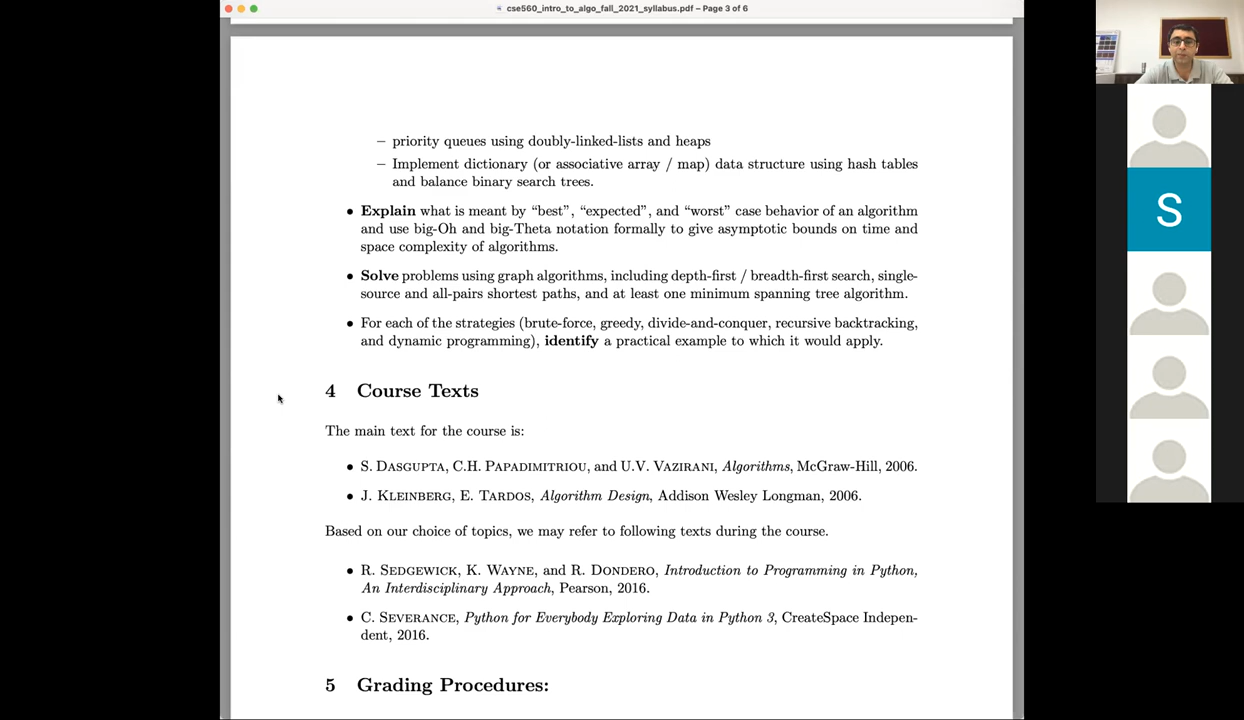 cse560_intro_to_algo_fall_2021_syllabus.pdf – Page 3 of 6
– priority queues using doubly-linked-lists and heaps
– Implement dictionary (or associative array / map) data structure using hash tables
and balance binary search trees.
• Explain what is meant by “best”, “expected”, and “worst” case behavior of an algorithm
and use big-Oh and big-Theta notation formally to give asymptotic bounds on time and
space complexity of algorithms.
• Solve problems using graph algorithms, including depth-first / breadth-first search, single-
source and all-pairs shortest paths, and at least one minimum spanning tree algorithm.
• For each of the strategies (brute-force, greedy, divide-and-conquer, recursive backtracking,
and dynamic programming), identify a practical example to which it would apply.
4 Course Texts
The main text for the course is:
• S. DASGUPTA, C.H. PAPADIMITRIOU, and U.V. VAZIRANI, Algorithms, McGraw-Hill, 2006.
• J. KLEINBERG, E. TARDOS, Algorithm Design, Addison Wesley Longman, 2006.
Based on our choice of topics, we may refer to following texts during the course.
• R. SEDGEWICK, K. WAYNE, and R. DONDERO, Introduction to Programming in Python,
An Interdisciplinary Approach, Pearson, 2016.
• C. SEVERANCE, Python for Everybody Exploring Data in Python 3, CreateSpace Indepen-
dent, 2016.
5 Grading Procedures:
S